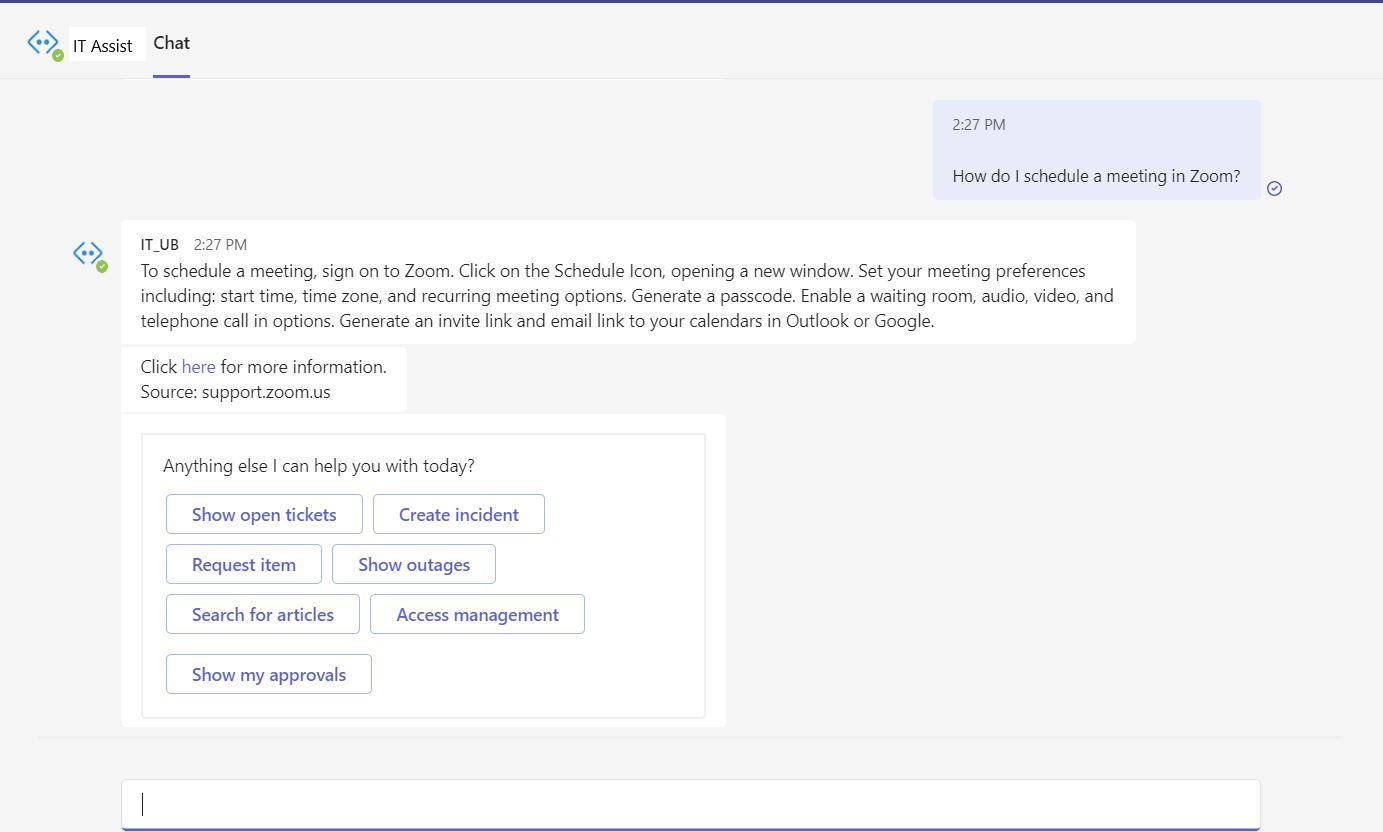 IT Assist Chat
2:27 PM
How do I schedule a meeting in Zoom?
IT_UB 2:27 PM
To schedule a meeting, sign on to Zoom. Click on the Schedule Icon, opening a new window. Set your meeting preferences
including: start time, time zone, and recurring meeting options. Generate a passcode. Enable a waiting room, audio, video, and
telephone call in options. Generate an invite link and email link to your calendars in Outlook or Google.
Click here for more information.
Source: support.zoom.us
Anything else I can help you with today?
Show open tickets Create incident
Request item Show outages
Search for articles Access management
Show my approvals